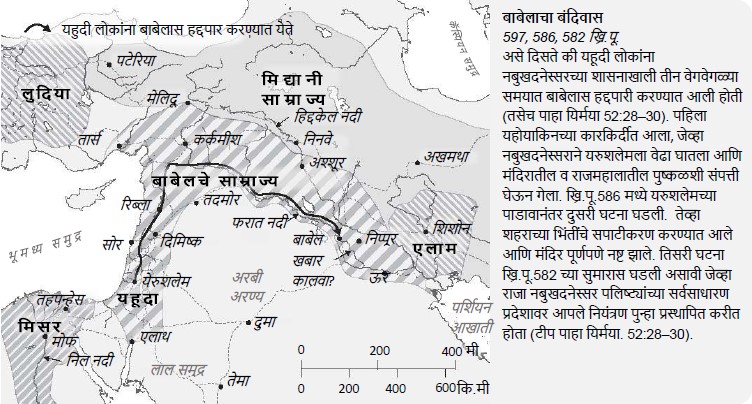 यहुदी लोकांना बाबेलास हद्दपार करण्यात येते
पटेरिया
लुदिया
मेलिदू
मिद्यानी
साम्राज्य
हिद्दकेल नदी
निनवे
कॅस्पियन समुद्र
तार्स
कर्कमीश
अश्शूर
अखमथा
बाबेलचे साम्राज्य
रिब्ला
तदमोर
फरात नदी
भूमध्य समुद्र
सोर
दिमिष्क
बाबेल
निप्पूर
शिशोन
एलाम
खबार
कालवा?
ऊर
यरुशलेम
यहूदा
अरबी
अरण्य
पर्शियन
आखाती
तहपन्हेस
मिसर
मोफ
निल नदी
एलाथ
दुमा
लाल समुद्र
तेमा
0 200 400 मी
0 200 400 600 कि.मी
बाबेलाचा बंदिवास
597, 586, 582 ख्रि.पू.
असे दिसते की यहूदी लोकांना
नबुखदनेस्सरच्या शासनाखाली तीन वेगवेगळ्या
समयात बाबेलास हद्दपारी करण्यात आली होती
(तसेच पाहा यिर्मया 52:28–30). पहिला
यहोयाकिनच्या कारकिर्दीत आला, जेव्हा
नबुखदनेस्सराने यरुशलेमला वेढा घातला आणि
मंदिरातील व राजमहालातील पुष्कळशी संपत्ती
घेऊन गेला. ख्रि.पू.586 मध्ये यरुशलेमच्या
पाडावानंतर दुसरी घटना घडली. तेव्हा
शहराच्या भिंतींचे सपाटीकरण करण्यात आले
आणि मंदिर पूर्णपणे नष्ट झाले. तिसरी घटना
ख्रि.पू.582 च्या सुमारास घडली असावी जेव्हा
राजा नबुखदनेस्सर पलिष्ट्यांच्या सर्वसाधारण
प्रदेशावर आपले नियंत्रण पुन्हा प्रस्थापित करीत
होता (टीप पाहा यिर्मया. 52:28–30).